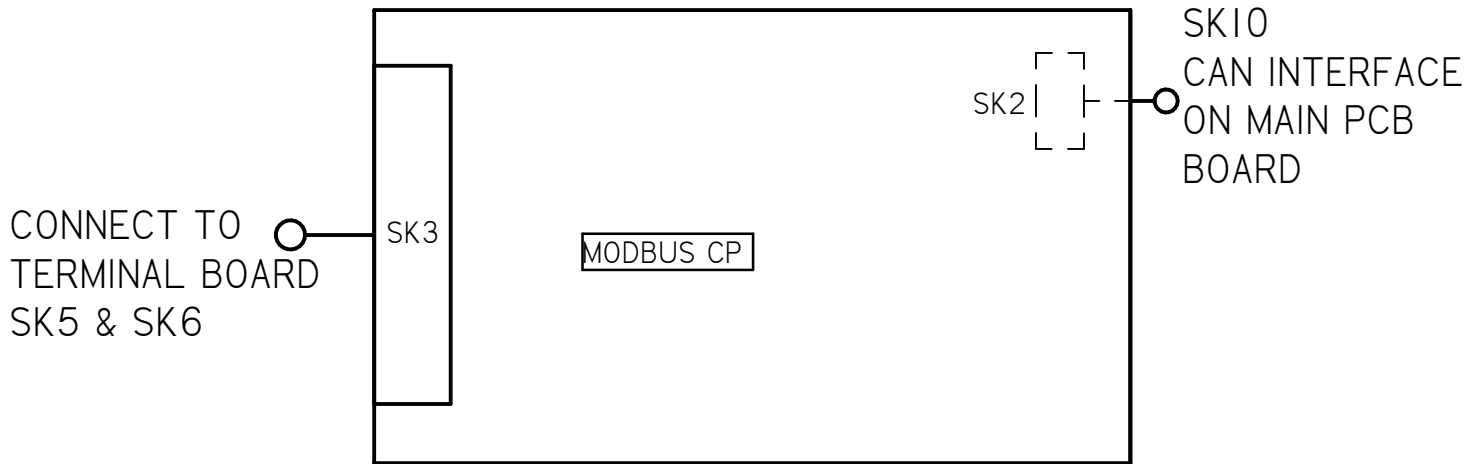 SK10
CAN INTERFACE
ON MAIN PCB
BOARD
SK2
CONNECT TO
TERMINAL BOARD
SK5 & SK6
SK3
MODBUS CP